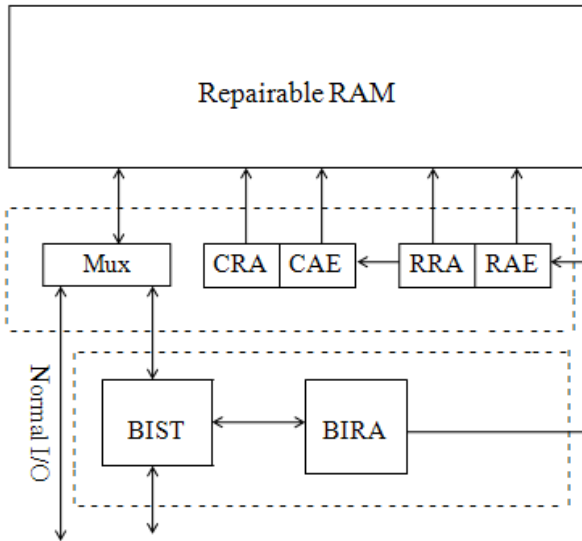 Repairable RAM
Mux
CRA CAE
RRA RAE
Normal I/O
BIST
BIRA